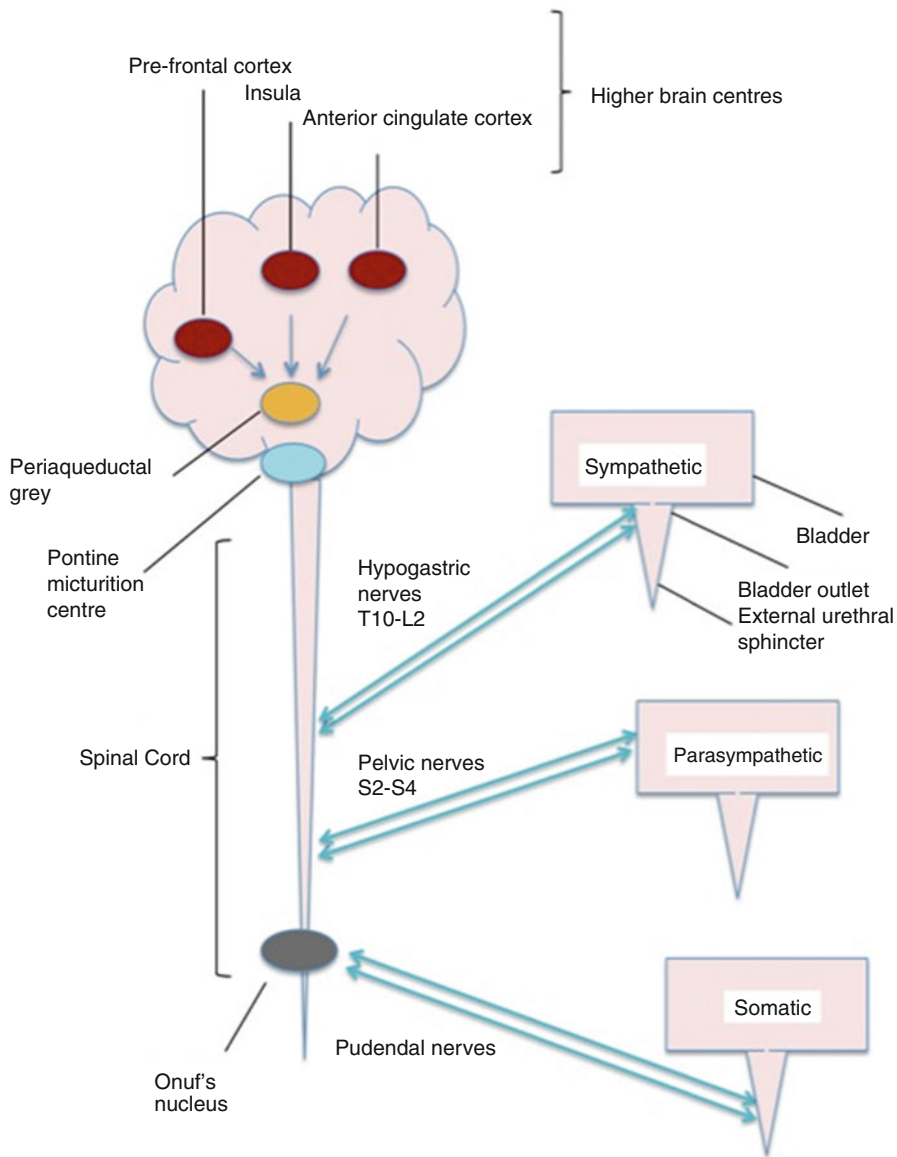 Pre-frontal cortex
Insula
Anterior cingulate cortex
Higher brain centres
Periaqueductal
grey
Sympathetic
Bladder
Pontine
micturition
centre
Hypogastric
nerves
T10-L2
Bladder outlet
External urethral
sphincter
Spinal Cord
Pelvic nerves
S2-S4
Parasympathetic
Somatic
Pudendal nerves
Onuf's
nucleus